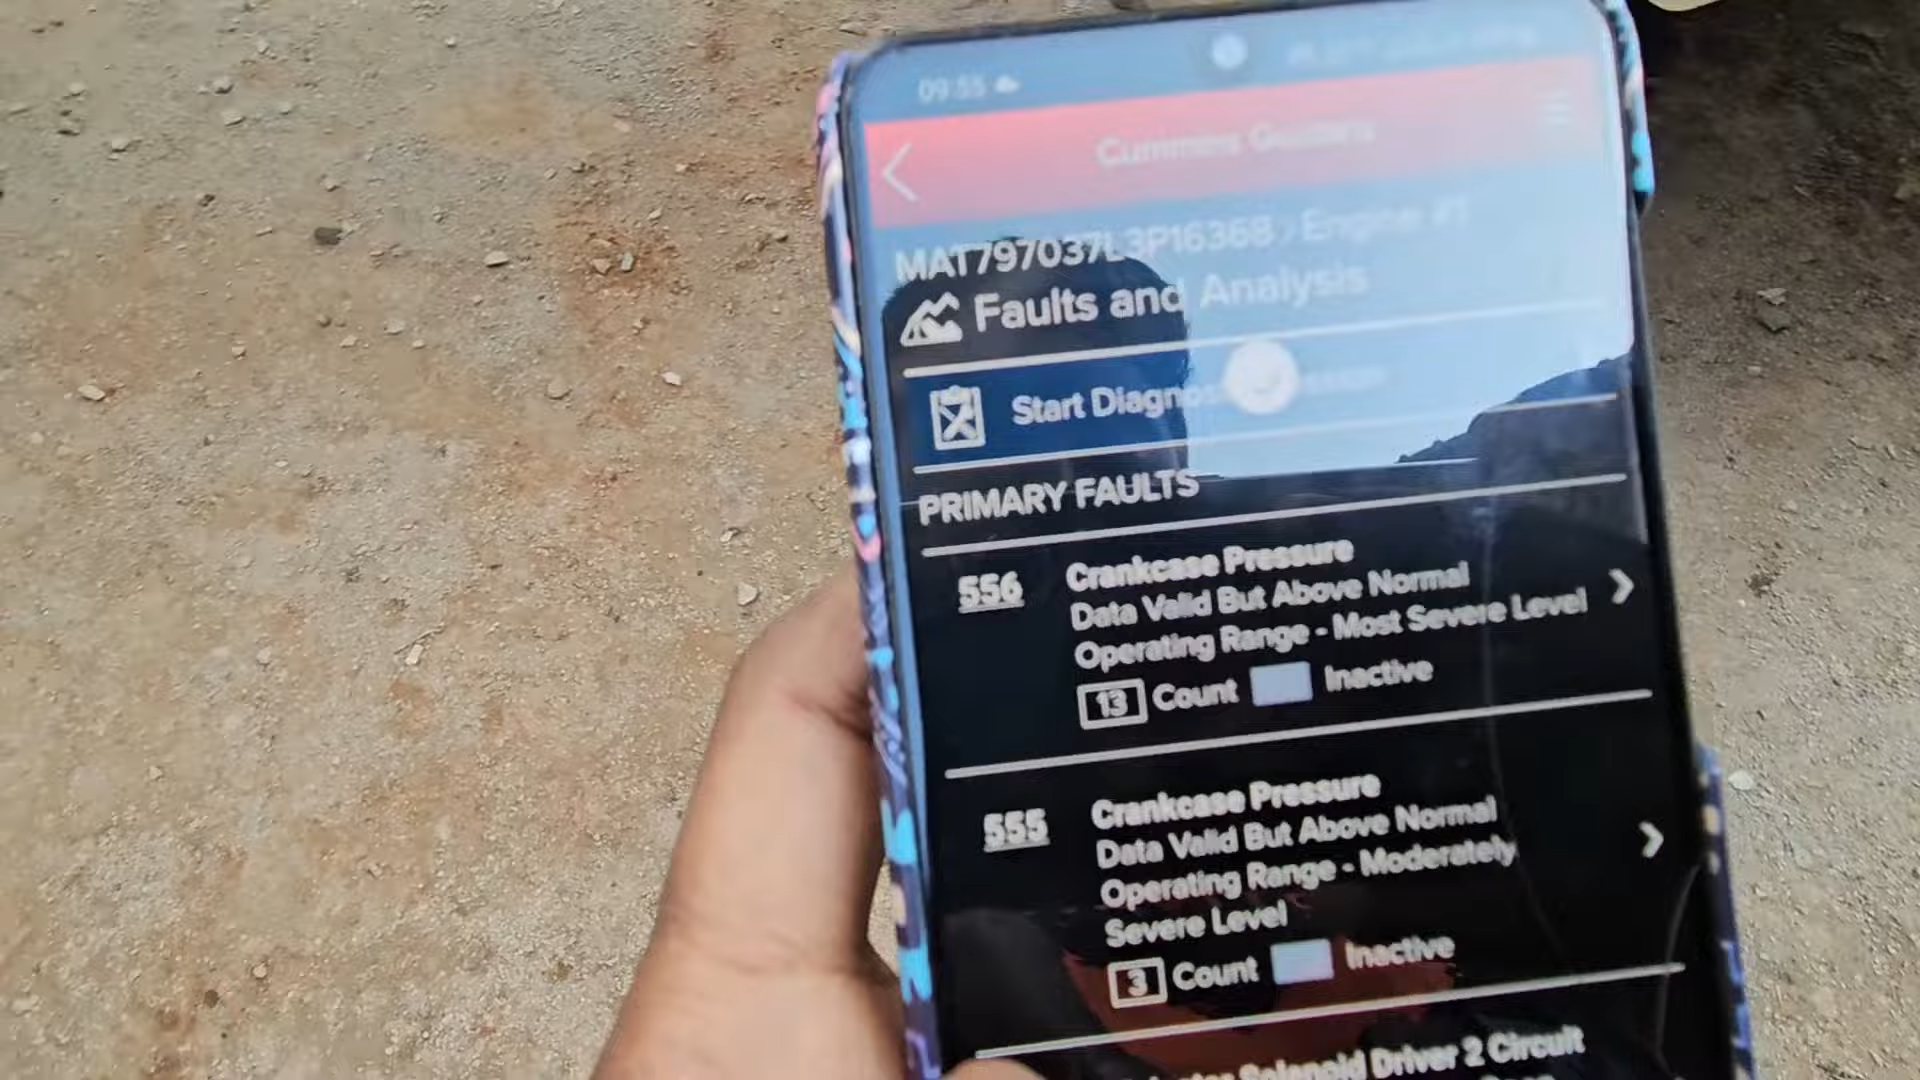 09:55
Cummins Guidanz
MAT797037L3P16368 > Engine #1
Faults and Analysis
Start Diagnos
PRIMARY FAULTS
556
Crankcase Pressure
Data Valid But Above Normal
Operating Range - Most Severe Level
13 Count Inactive
555
Crankcase Pressure
Data Valid But Above Normal
Operating Range - Moderately
Severe Level
3 Count Inactive
Solenoid Driver 2 Circuit